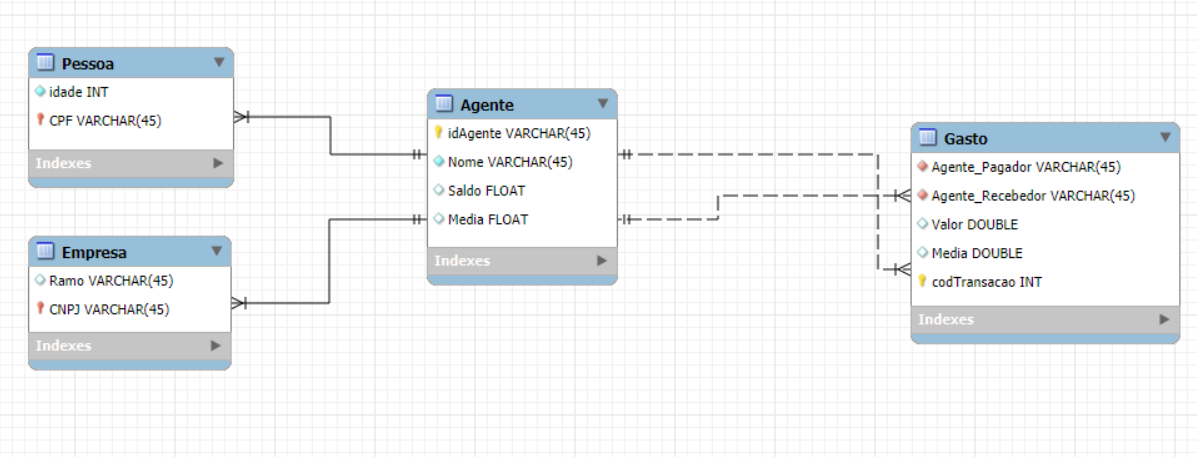 Pessoa
idade INT
CPF VARCHAR(45)
Indexes
Empresa
Ramo VARCHAR(45)
CNPJ VARCHAR(45)
Indexes
Agente
idAgente VARCHAR(45)
Nome VARCHAR(45)
Saldo FLOAT
Media FLOAT
Indexes
Gasto
Agente_Pagador VARCHAR(45)
Agente_Recebedor VARCHAR(45)
Valor DOUBLE
Media DOUBLE
codTransacao INT
Indexes